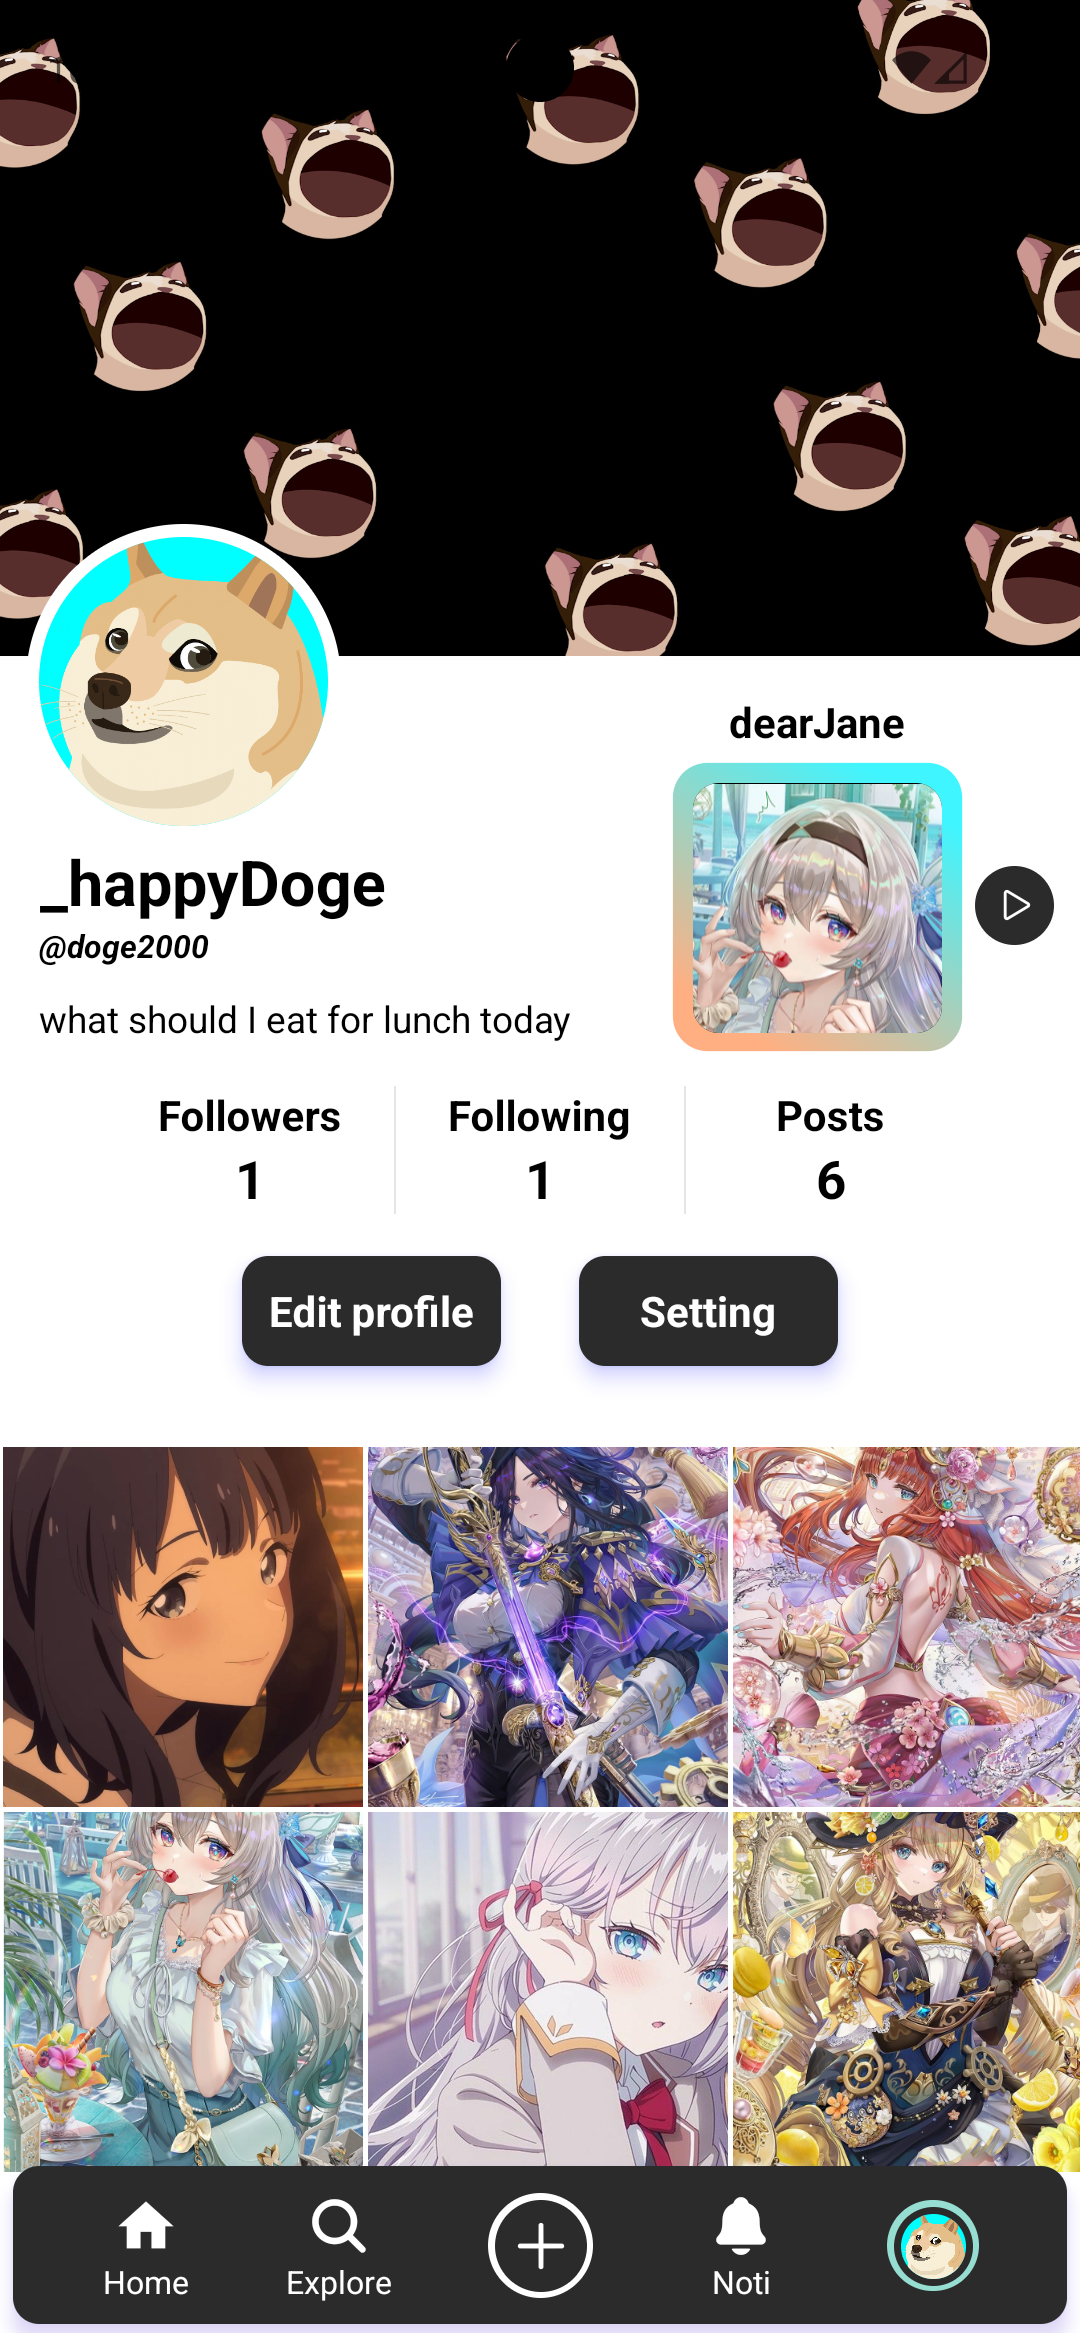 dearJane
_happyDoge
@doge2000
what should I eat for lunch today
Followers
1
Following
1
Posts
6
Edit profile
Setting
Home
Explore
Noti